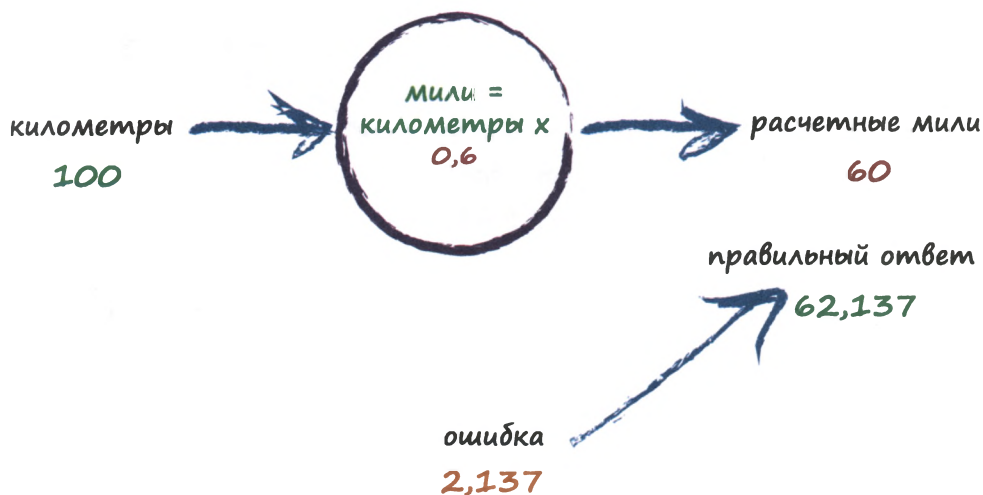 километры
100
мили =
километры х
0,6
расчетные мили
60
правильный ответ
62,137
ошибка
2,137